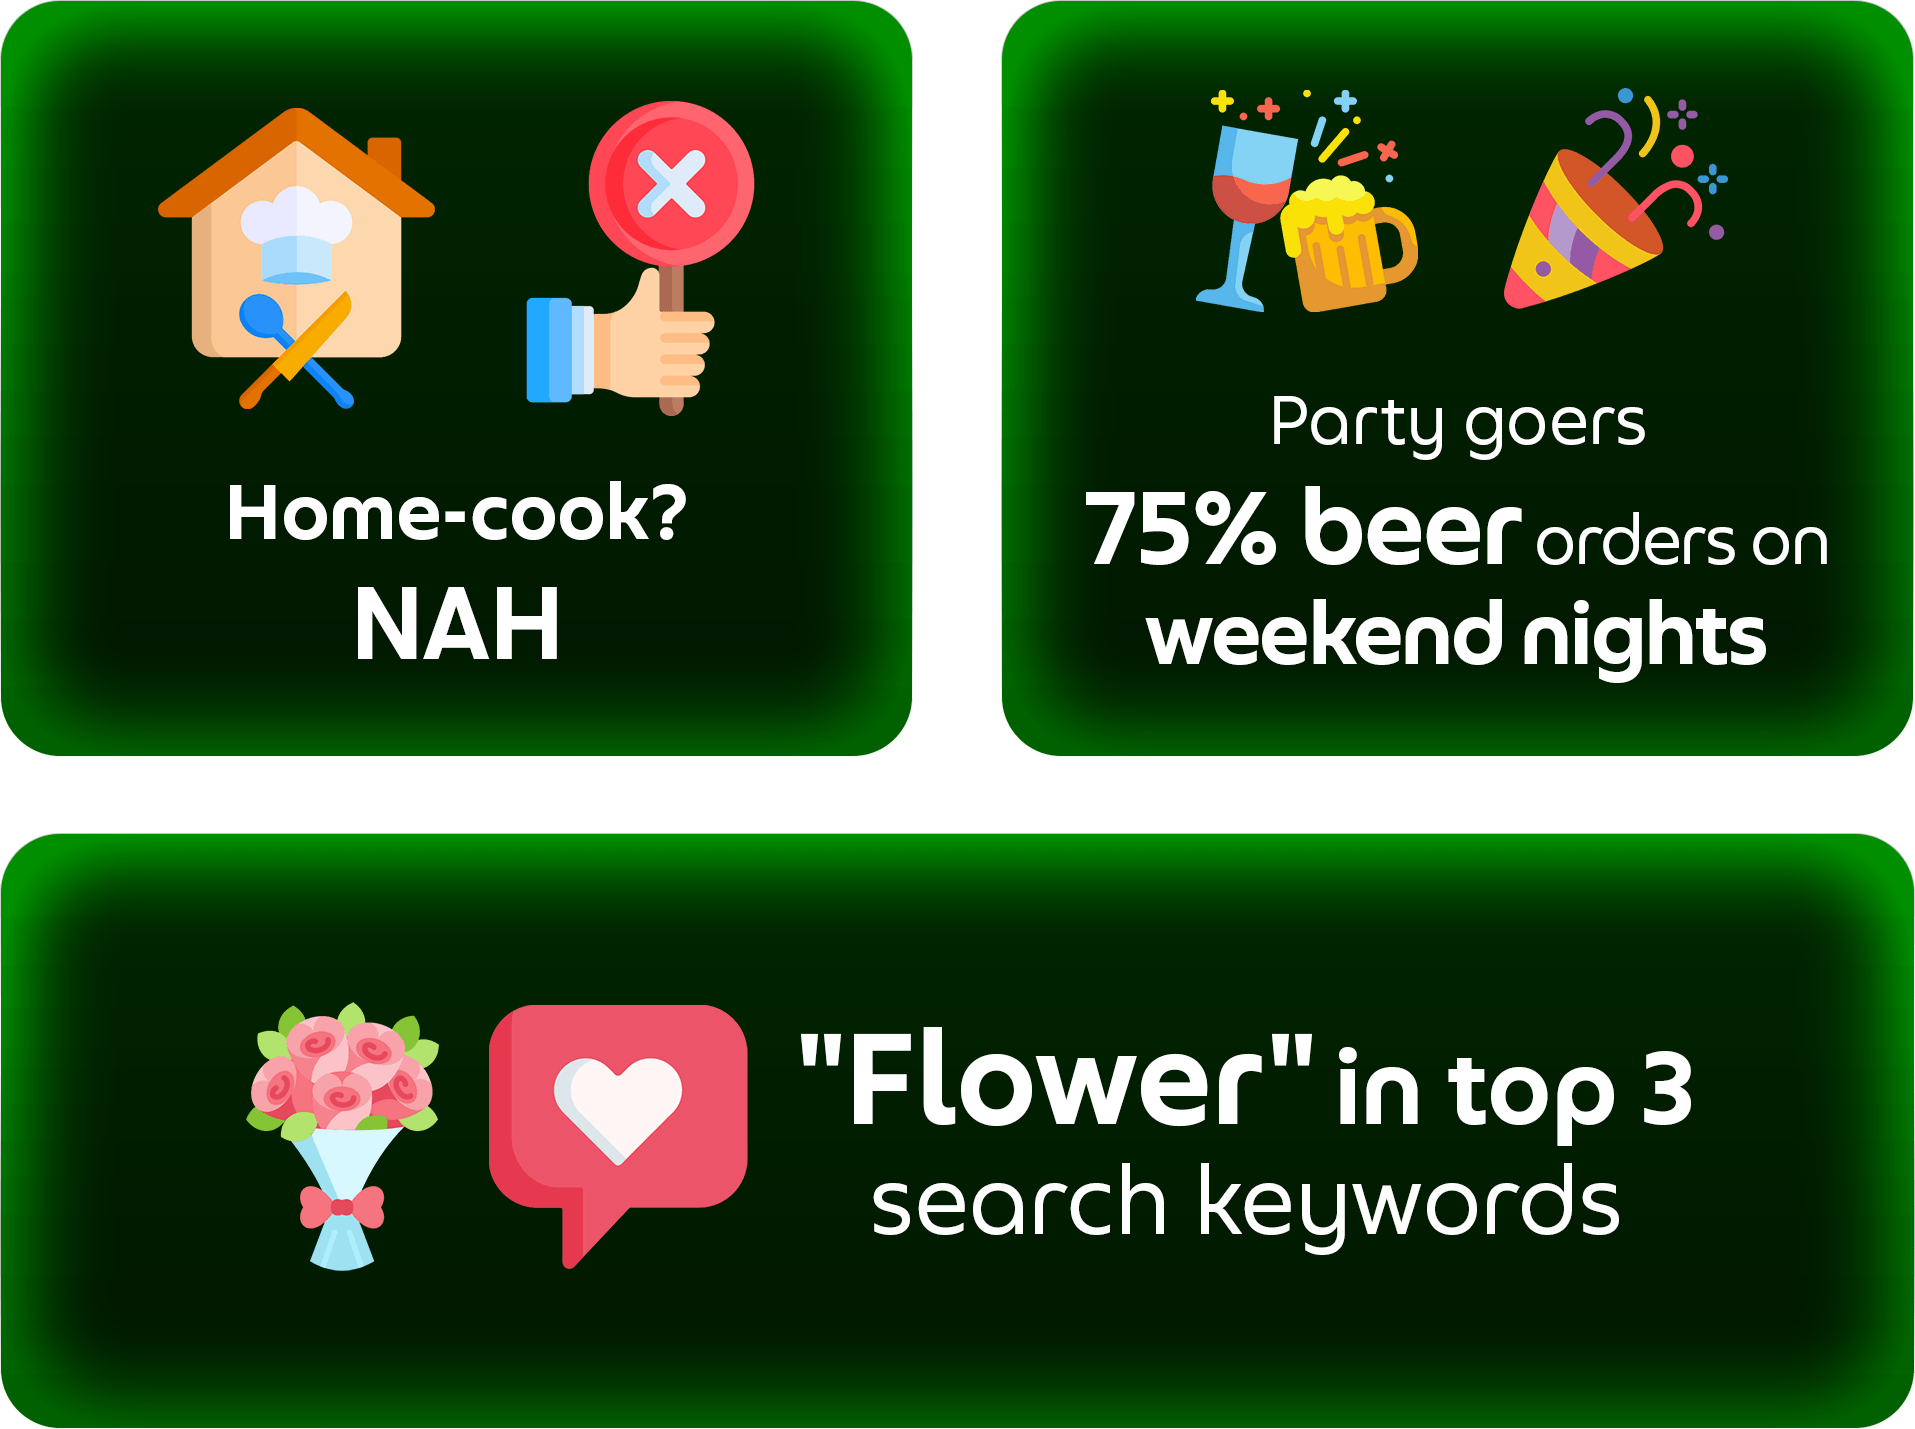 Home-cook?
NAH
Party goers
75% beer orders on
weekend nights
"Flower" in top 3
search keywords